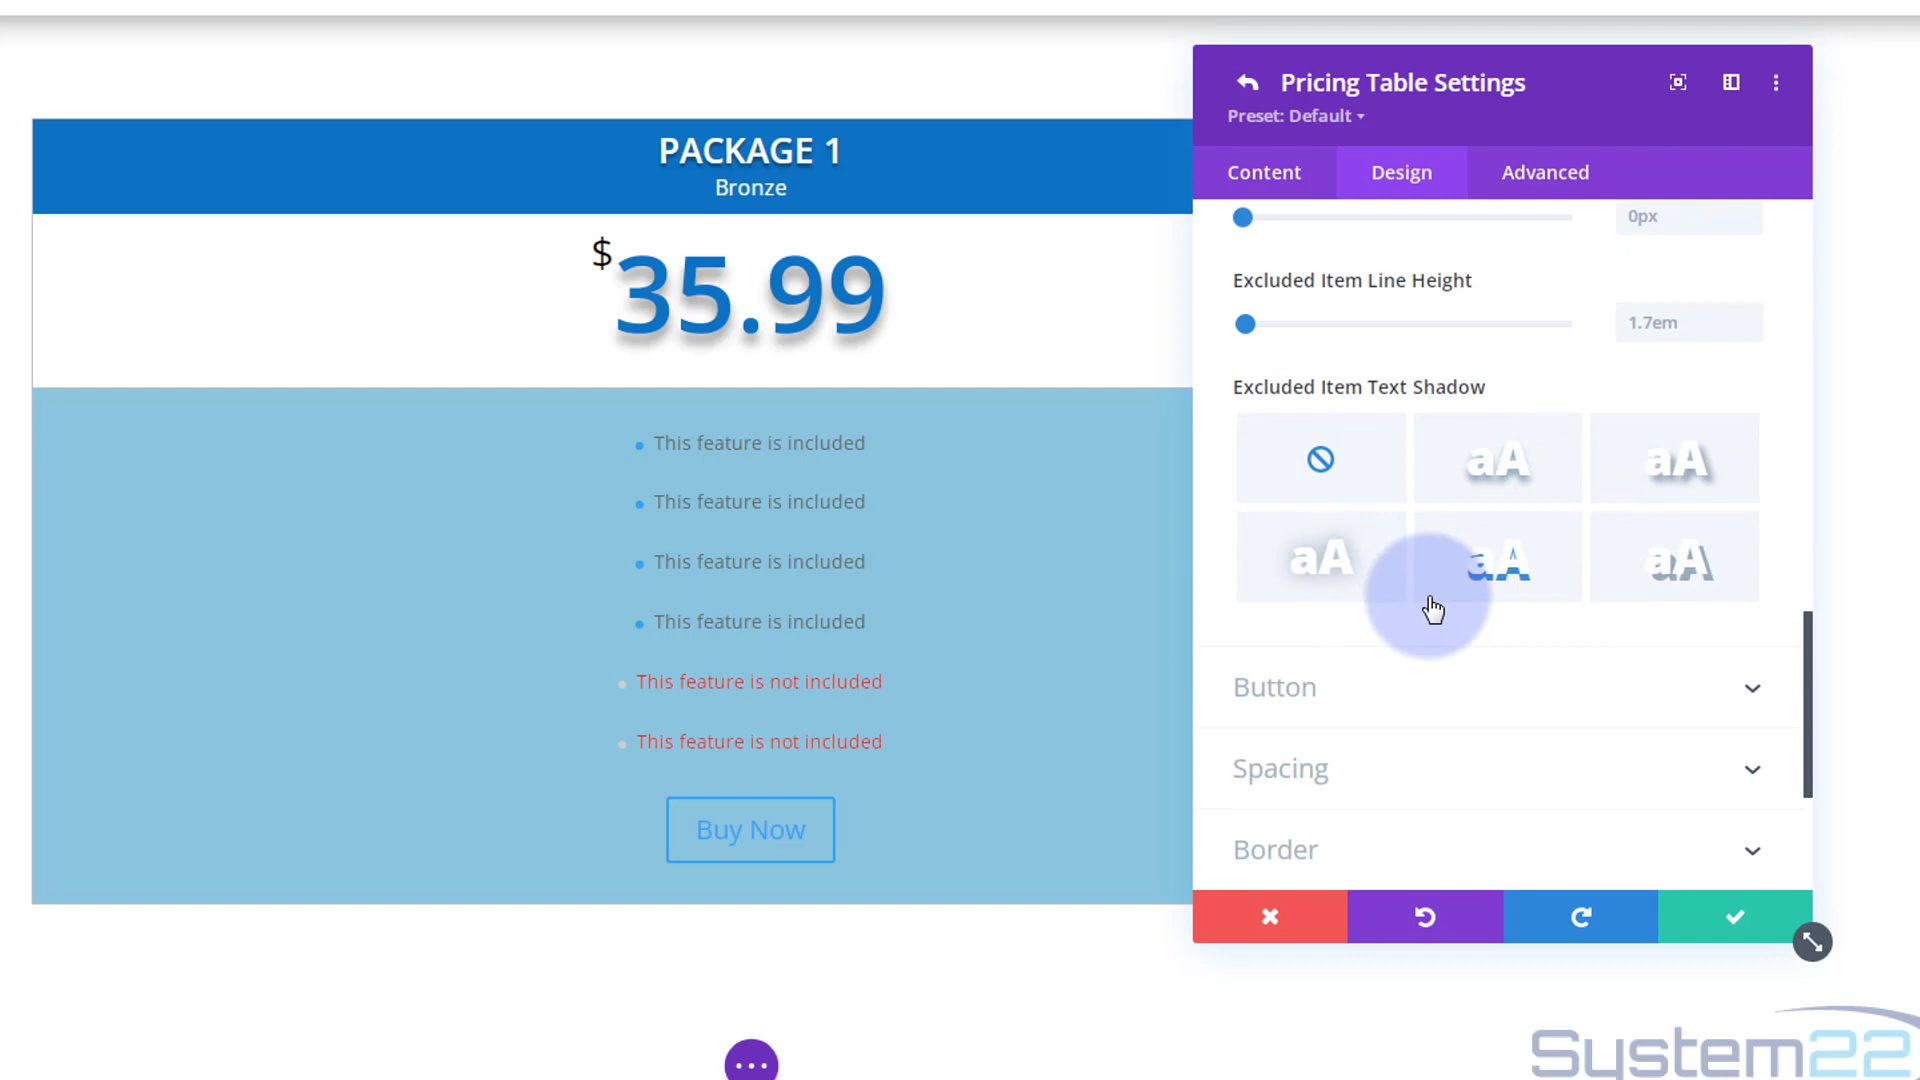 PACKAGE 1
Bronze
$
35.99
This feature is included
This feature is included
This feature is included
This feature is included
This feature is not included
This feature is not included
Buy Now
Pricing Table Settings
Preset: Default
Content
Design
Advanced
0px
Excluded Item Line Height
1.7em
Excluded Item Text Shadow
aA
aA
aA
aA
aA
Button
Spacing
Border
System22